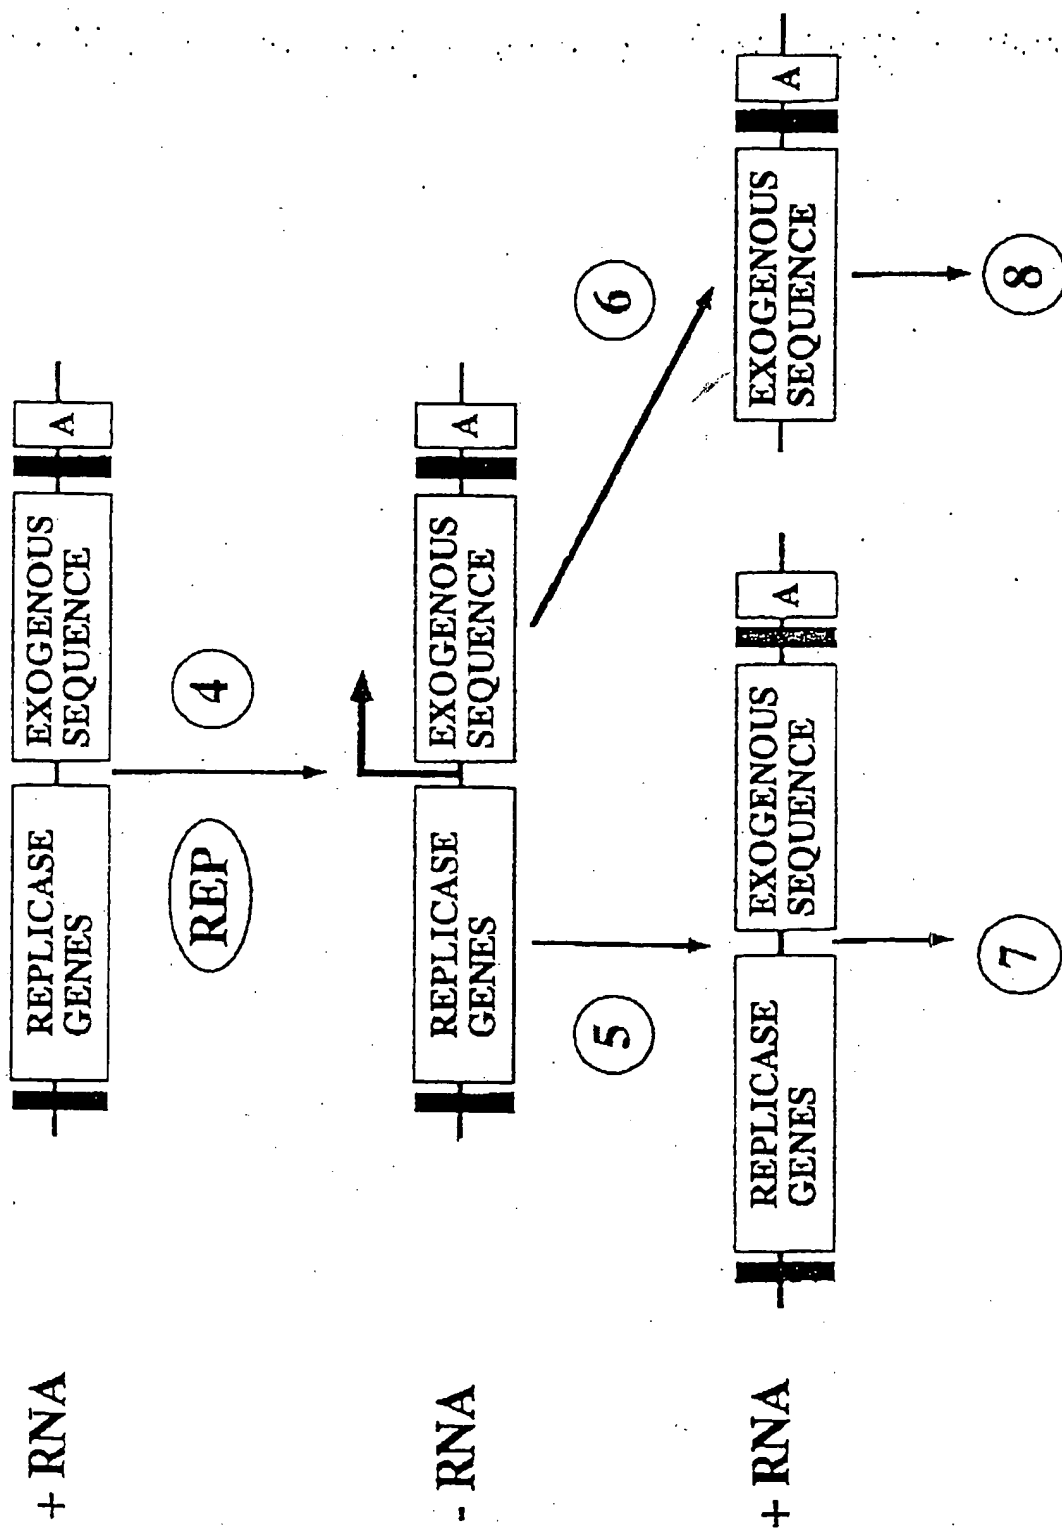 + RNA
REPLICASE
GENES
EXOGENOUS
SEQUENCE
A
REP
4
- RNA
REPLICASE
GENES
EXOGENOUS
SEQUENCE
A
5
6
+ RNA
REPLICASE
GENES
EXOGENOUS
SEQUENCE
A
EXOGENOUS
SEQUENCE
A
7
8